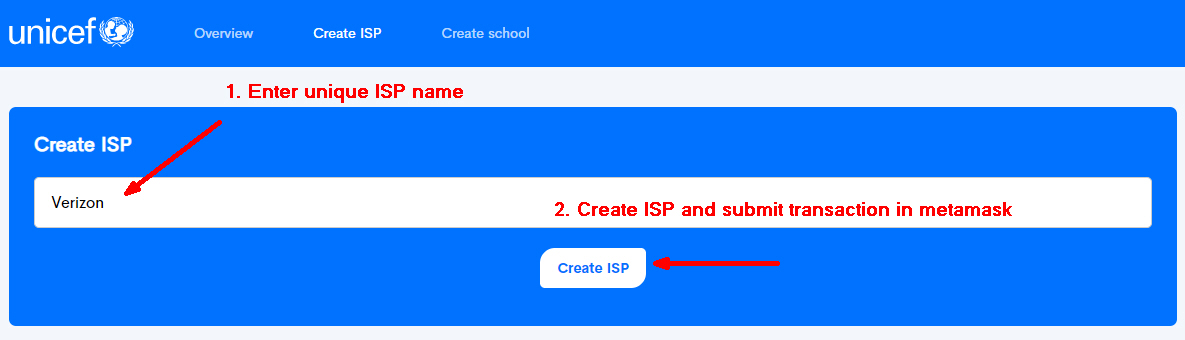 unicef
Overview
Create ISP
Create school
1. Enter unique ISP name
Create ISP
Verizon
2. Create ISP and submit transaction in metamask
Create ISP